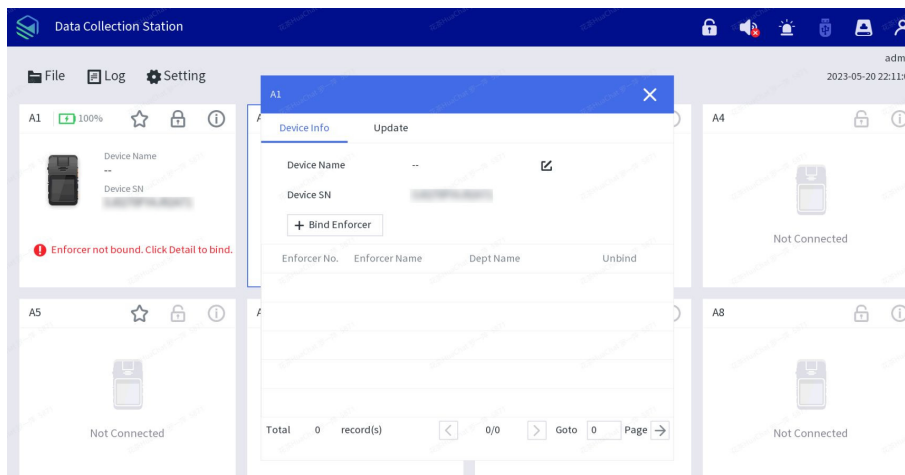 Data Collection Station
File Log Setting
adm
2023-05-20 22:11:
A1 100%
Device Name
--
Device SN
Enforcer not bound. Click Detail to bind.
A1
Device Info Update
Device Name --
Device SN
+ Bind Enforcer
Enforcer No. Enforcer Name Dept Name Unbind
Total 0 record(s) 0/0 Goto 0 Page
A4
Not Connected
A5
Not Connected
A8
Not Connected